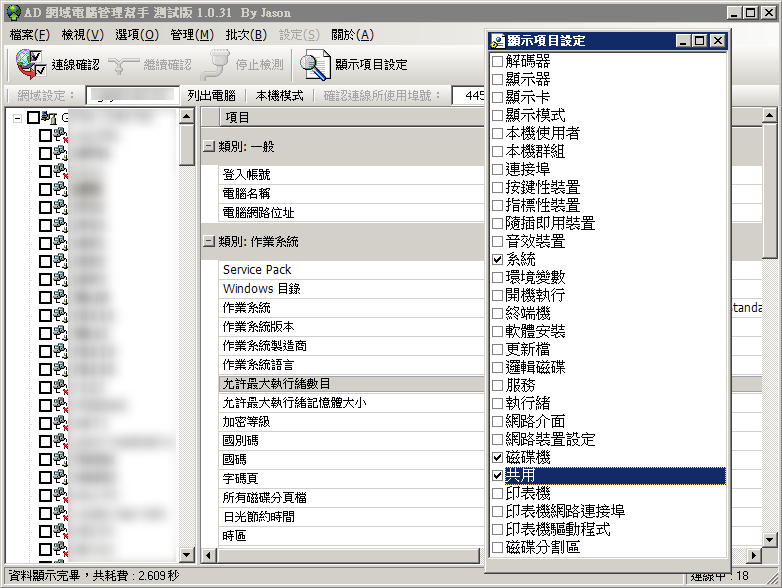 AD 網域電腦管理幫手 測試版 1.0.31 By Jason
檔案(F) 檢視(V) 選項(O) 管理(M) 批次(B) 設定(S) 關於(A)
連線確認 繼續確認 停止檢測 顯示項目設定
網域設定： 列出電腦 本機模式 確認連線所使用埠號： 445
項目
類別: 一般
登入帳號
電腦名稱
電腦網路位址
類別: 作業系統
Service Pack
Windows 目錄
作業系統
作業系統版本
作業系統製造商
作業系統語言
允許最大執行緒數目
允許最大執行緒記憶體大小
加密等級
國別碼
國碼
字碼頁
所有磁碟分頁檔
日光節約時間
時區
顯示項目設定
解碼器
顯示器
顯示卡
顯示模式
本機使用者
本機群組
連接埠
按鍵性裝置
指標性裝置
隨插即用裝置
音效裝置
系統
環境變數
開機執行
終端機
軟體安裝
更新檔
邏輯磁碟
服務
執行緒
網路介面
網路裝置設定
磁碟機
共用
印表機
印表機網路連接埠
印表機驅動程式
磁碟分割區
資料顯示完畢，共耗費：2.609 秒
連線中：18